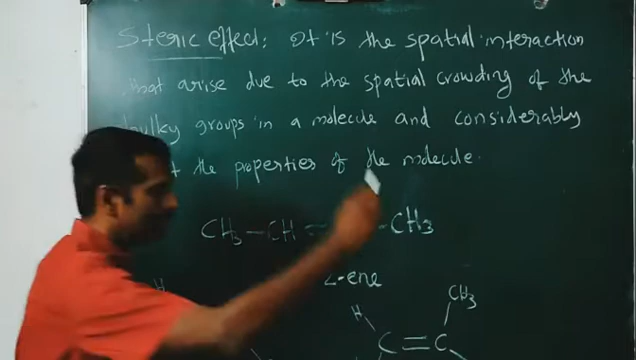 Steric effect: It is the spatial interaction
that arise due to the spatial crowding of the
bulky groups in a molecule and considerably
the properties of the molecule.
CH3 – CH = – CH3
2-ene
H
CH3
H
C = C